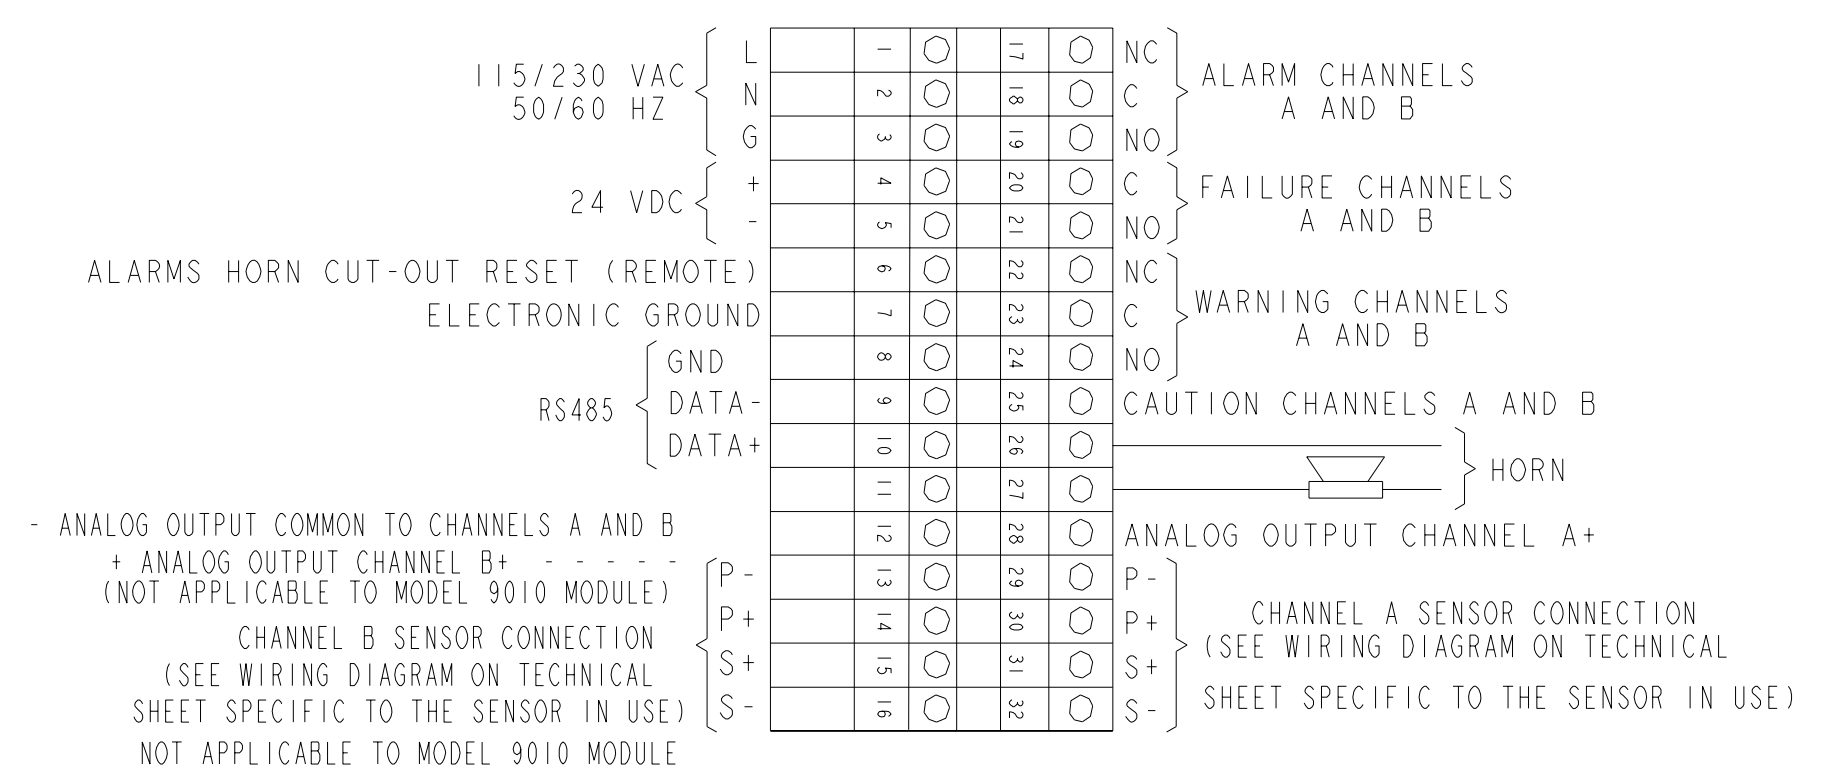 115/230 VAC
50/60 HZ
L
N
G
24 VDC
+
-
ALARMS HORN CUT-OUT RESET (REMOTE)
ELECTRONIC GROUND
RS485
GND
DATA-
DATA+
- ANALOG OUTPUT COMMON TO CHANNELS A AND B
+ ANALOG OUTPUT CHANNEL B+ - - - - -
(NOT APPLICABLE TO MODEL 9010 MODULE)
CHANNEL B SENSOR CONNECTION
(SEE WIRING DIAGRAM ON TECHNICAL
SHEET SPECIFIC TO THE SENSOR IN USE)
NOT APPLICABLE TO MODEL 9010 MODULE
P-
P+
S+
S-
1
2
3
4
5
6
7
8
9
10
11
12
13
14
15
16
17
18
19
20
21
22
23
24
25
26
27
28
29
30
31
32
NC
C
NO
ALARM CHANNELS
A AND B
C
NO
FAILURE CHANNELS
A AND B
NC
C
NO
WARNING CHANNELS
A AND B
CAUTION CHANNELS A AND B
HORN
ANALOG OUTPUT CHANNEL A+
P-
P+
S+
S-
CHANNEL A SENSOR CONNECTION
(SEE WIRING DIAGRAM ON TECHNICAL
SHEET SPECIFIC TO THE SENSOR IN USE)